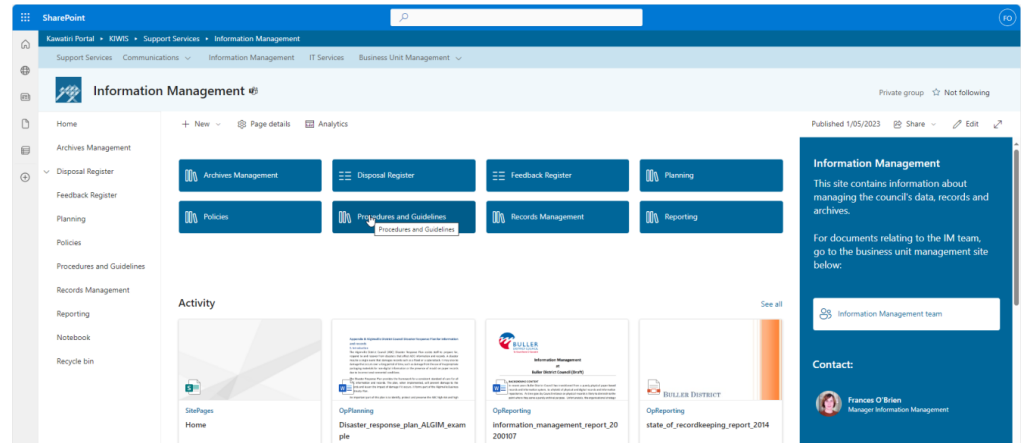 SharePoint
FO
Kawatiri Portal ▸ KIWIS ▸ Support Services ▸ Information Management
Support Services Communications Information Management IT Services Business Unit Management
Information Management
Private group ☆ Not following
Home
+ New Page details Analytics
Published 1/05/2023 Share Edit
Archives Management
Disposal Register
Feedback Register
Planning
Policies
Procedures and Guidelines
Records Management
Reporting
Notebook
Recycle bin
Archives Management
Disposal Register
Feedback Register
Planning
Policies
Procedures and Guidelines
Records Management
Reporting
Procedures and Guidelines
Activity
See all
BULLER
Information Management
of
Buller District Council (Draft)
BULLER DISTRICT
SitePages
Home
OpPlanning
Disaster_response_plan_ALGIM_exam
ple
OpReporting
information_management_report_20
200107
OpReporting
state_of_recordkeeping_report_2014
Information Management
This site contains information about
managing the council's data, records and
archives.
For documents relating to the IM team,
go to the business unit management site
below:
Information Management team
Contact:
Frances O'Brien
Manager Information Management